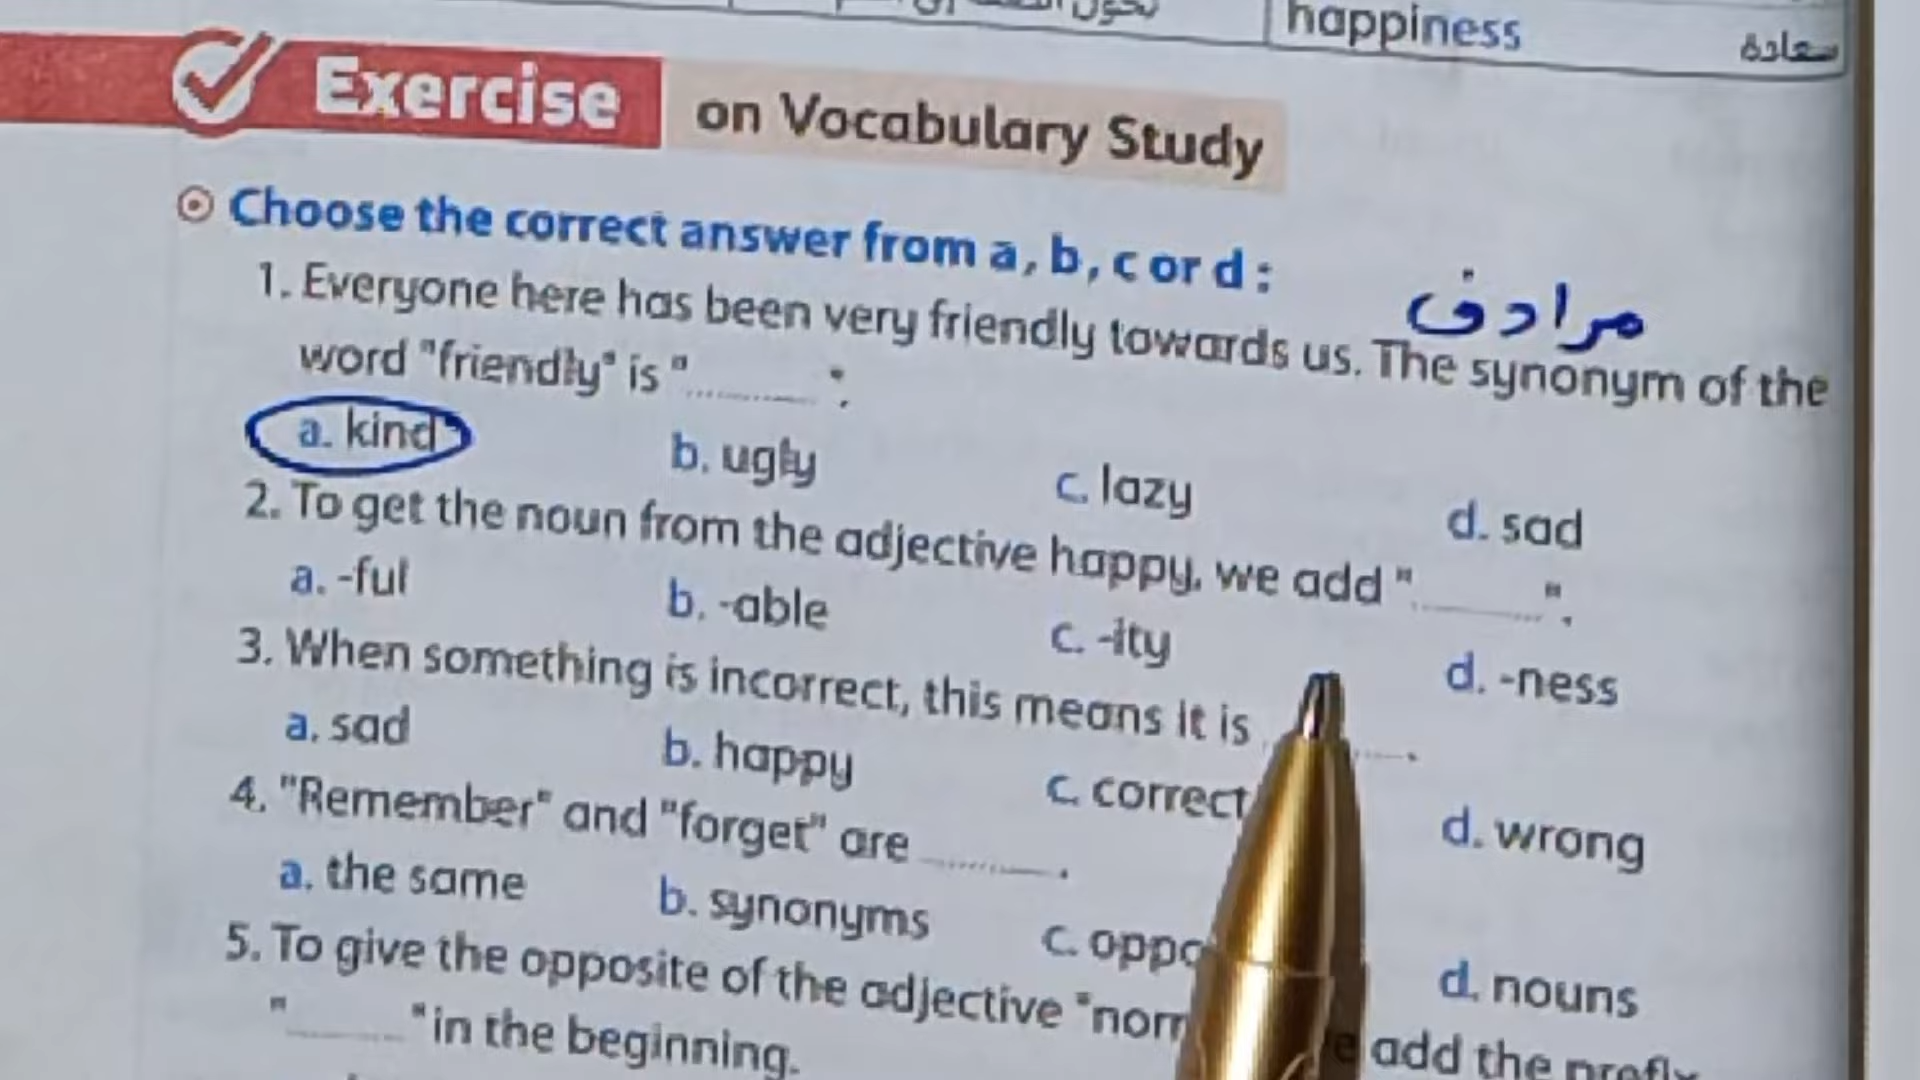 happiness سعادة
Exercise on Vocabulary Study
Choose the correct answer from a, b, c or d :
مرادف
1. Everyone here has been very friendly towards us. The synonym of the
word "friendly" is "............".
a. kind b. ugly c. lazy d. sad
2. To get the noun from the adjective happy, we add "............".
a. -ful b. -able c. -ity d. -ness
3. When something is incorrect, this means it is ............ .
a. sad b. happy c. correct d. wrong
4. "Remember" and "forget" are ............ .
a. the same b. synonyms c. d. nouns
5. To give the opposite of the adjective add the prefix
"............" in the beginning.